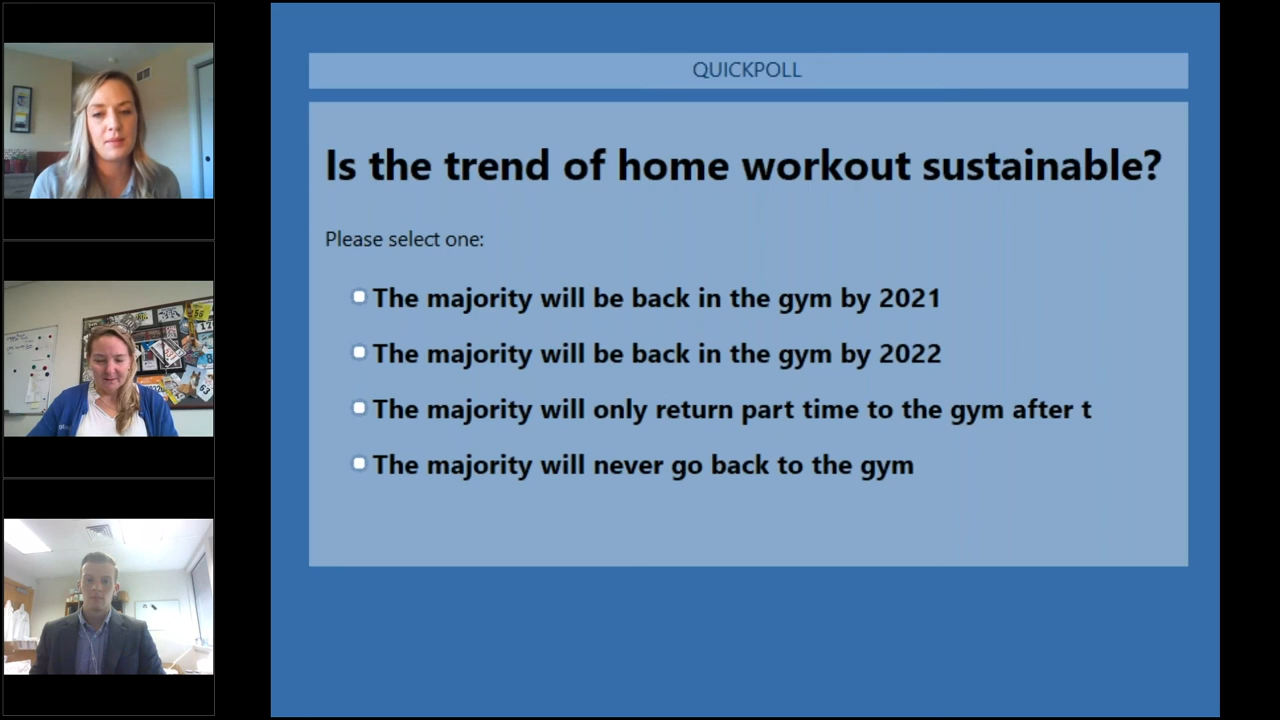 QUICKPOLL
Is the trend of home workout sustainable?
Please select one:
The majority will be back in the gym by 2021
The majority will be back in the gym by 2022
The majority will only return part time to the gym after t
The majority will never go back to the gym